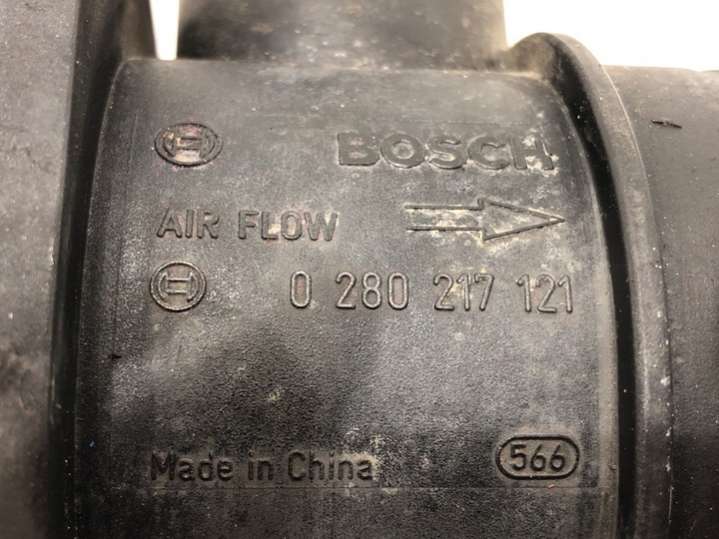 BOSCH
AIR FLOW
0 280 217 121
Made in China 566